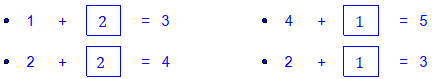 • 1 + 2 = 3 • 4 + 1 = 5
• 2 + 2 = 4 • 2 + 1 = 3